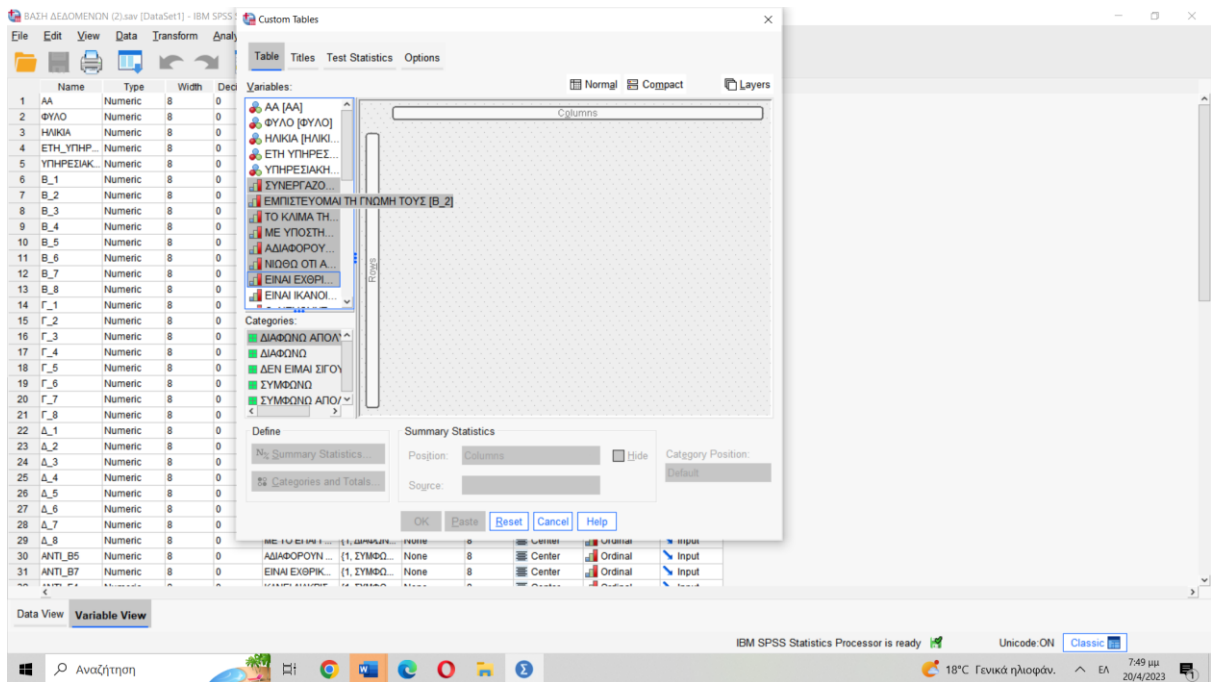 ΒΑΣΗ ΔΕΔΟΜΕΝΩΝ (2).sav [DataSet1] - IBM SPSS
Custom Tables
File Edit View Data Transform
Table Titles Test Statistics Options
Variables:
Normal Compact Layers
Name Type Width
1 AA Numeric 8 0
2 ΦΥΛΟ Numeric 8 0
3 ΗΛΙΚΙΑ Numeric 8 0
4 ΕΤΗ_ΥΠΗΡ... Numeric 8 0
5 ΥΠΗΡΕΣΙΑΚ... Numeric 8 0
6 B_1 Numeric 8 0
7 B_2 Numeric 8 0
8 B_3 Numeric 8 0
9 B_4 Numeric 8 0
10 B_5 Numeric 8 0
11 B_6 Numeric 8 0
12 B_7 Numeric 8 0
13 B_8 Numeric 8 0
14 Γ_1 Numeric 8 0
15 Γ_2 Numeric 8 0
16 Γ_3 Numeric 8 0
17 Γ_4 Numeric 8 0
18 Γ_5 Numeric 8 0
19 Γ_6 Numeric 8 0
20 Γ_7 Numeric 8 0
21 Γ_8 Numeric 8 0
22 Δ_1 Numeric 8 0
23 Δ_2 Numeric 8 0
24 Δ_3 Numeric 8 0
25 Δ_4 Numeric 8 0
26 Δ_5 Numeric 8 0
27 Δ_6 Numeric 8 0
28 Δ_7 Numeric 8 0
29 Δ_8 Numeric 8 0 None 8 Center Ordinal Input
30 ANTI_B5 Numeric 8 0 ΑΔΙΑΦΟΡΟΥΝ ... {1, ΣΥΜΦΩ... None 8 Center Ordinal Input
31 ANTI_B7 Numeric 8 0 ΕΙΝΑΙ ΕΧΘΡΙΚ... {1, ΣΥΜΦΩ... None 8 Center Ordinal Input
AA [AA]
ΦΥΛΟ [ΦΥΛΟ]
ΗΛΙΚΙΑ [ΗΛΙΚΙ...
ΕΤΗ ΥΠΗΡΕΣ...
ΥΠΗΡΕΣΙΑΚΗ...
ΣΥΝΕΡΓΑΖΟ...
ΕΜΠΙΣΤΕΥΟΜΑΙ ΤΗ ΓΝΩΜΗ ΤΟΥΣ [B_2]
ΤΟ ΚΛΙΜΑ ΤΗ...
ΜΕ ΥΠΟΣΤΗ...
ΑΔΙΑΦΟΡΟΥ...
ΝΙΩΘΩ ΟΤΙ Α...
ΕΙΝΑΙ ΕΧΘΡΙ...
ΕΙΝΑΙ ΙΚΑΝΟΙ...
Columns
Rows
Categories:
ΔΙΑΦΩΝΩ ΑΠΟΛ
ΔΙΑΦΩΝΩ
ΔΕΝ ΕΙΜΑΙ ΣΙΓΟΥ
ΣΥΜΦΩΝΩ
ΣΥΜΦΩΝΩ ΑΠΟΛ
Define
N% Summary Statistics...
Categories and Totals...
Summary Statistics
Position: Columns
Hide
Source:
Category Position:
Default
OK Paste Reset Cancel Help
Data View Variable View
IBM SPSS Statistics Processor is ready Unicode:ON Classic
Αναζήτηση
18°C Γενικά ηλιοφάν. ΕΛ 7:49 μμ
20/4/2023